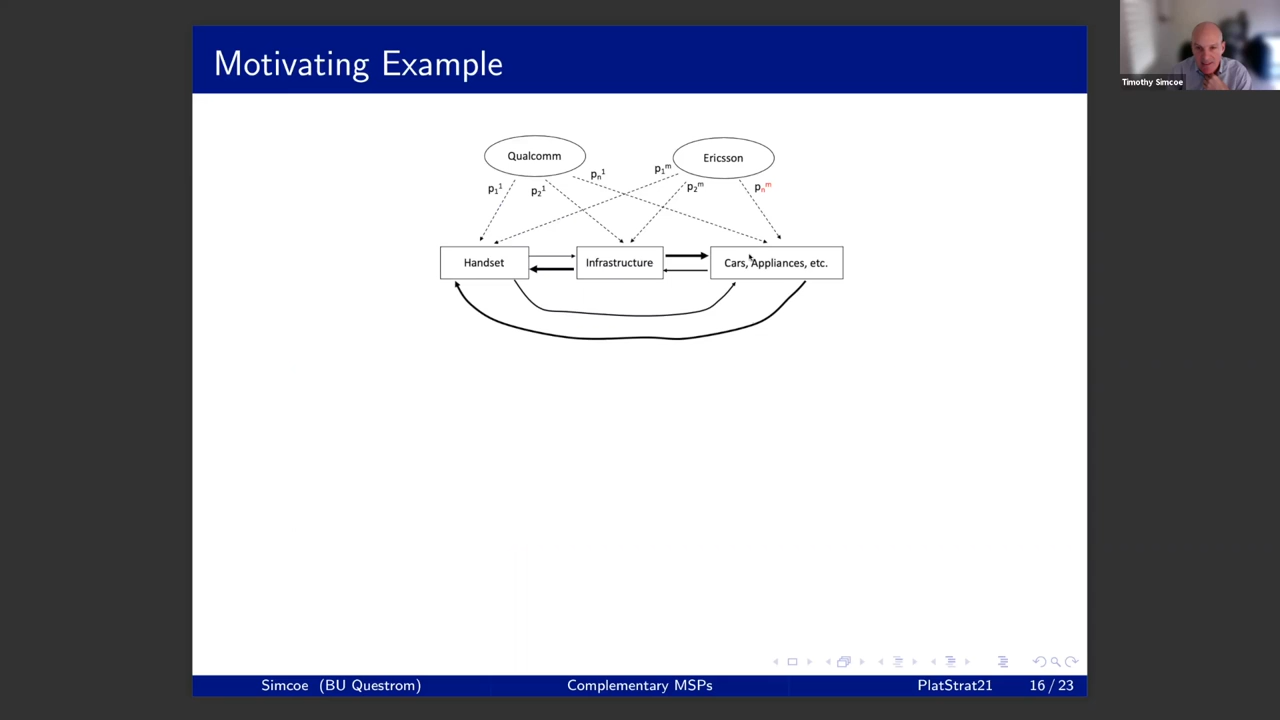 Motivating Example
Timothy Simcoe
Qualcomm
Ericsson
p₁¹
p₂¹
pₙ¹
p₁ᵐ
p₂ᵐ
pₙᵐ
Handset
Infrastructure
Cars, Appliances, etc.
Simcoe (BU Questrom)
Complementary MSPs
PlatStrat21
16 / 23